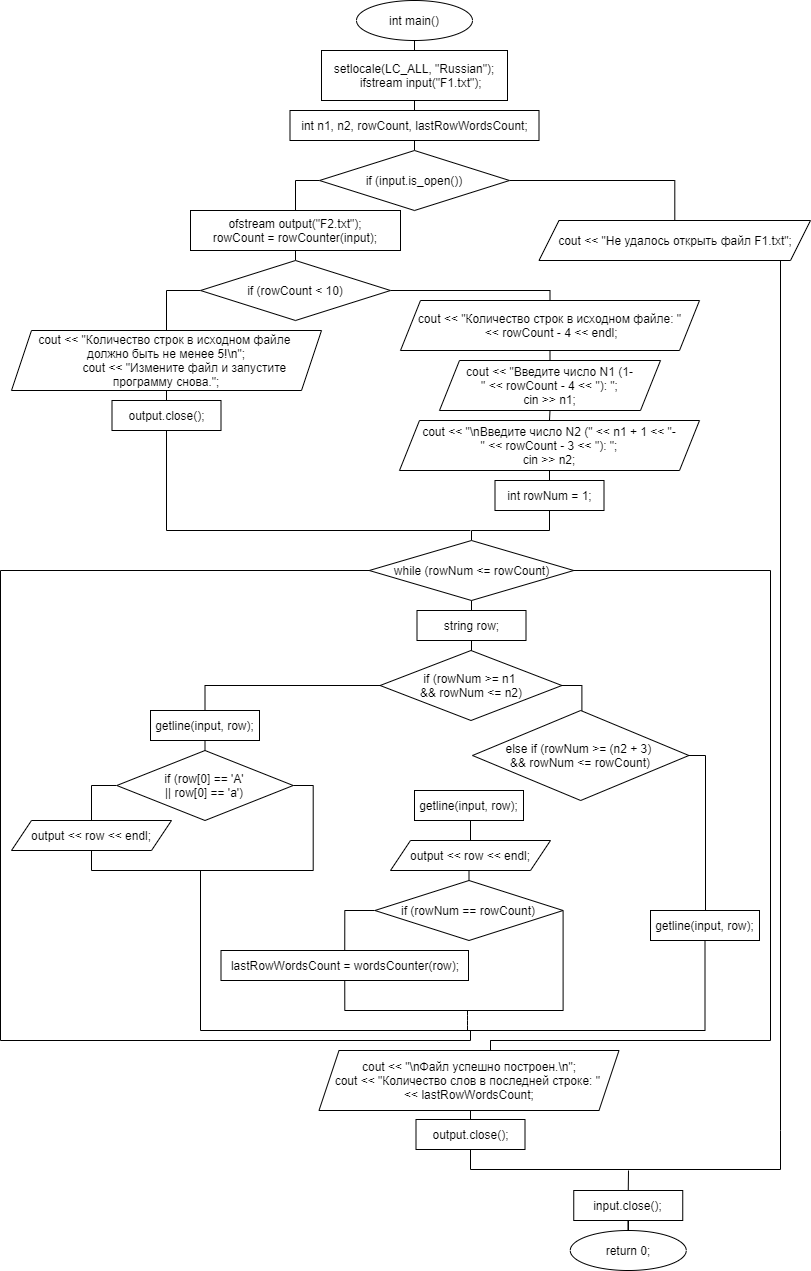 int main()
setlocale(LC_ALL, "Russian");
ifstream input("F1.txt");
int n1, n2, rowCount, lastRowWordsCount;
if (input.is_open())
ofstream output("F2.txt");
rowCount = rowCounter(input);
cout << "Не удалось открыть файл F1.txt";
if (rowCount < 10)
cout << "Количество строк в исходном файле
должно быть не менее 5!\n";
cout << "Измените файл и запустите
программу снова.";
output.close();
cout << "Количество строк в исходном файле: "
<< rowCount - 4 << endl;
cout << "Введите число N1 (1-
" << rowCount - 4 << "): ";
cin >> n1;
cout << "\nВведите число N2 (" << n1 + 1 << "-
" << rowCount - 3 << "): ";
cin >> n2;
int rowNum = 1;
while (rowNum <= rowCount)
string row;
if (rowNum >= n1
&& rowNum <= n2)
getline(input, row);
if (row[0] == 'A'
|| row[0] == 'a')
output << row << endl;
else if (rowNum >= (n2 + 3)
&& rowNum <= rowCount)
getline(input, row);
output << row << endl;
if (rowNum == rowCount)
lastRowWordsCount = wordsCounter(row);
getline(input, row);
cout << "\nФайл успешно построен.\n";
cout << "Количество слов в последней строке: "
<< lastRowWordsCount;
output.close();
input.close();
return 0;